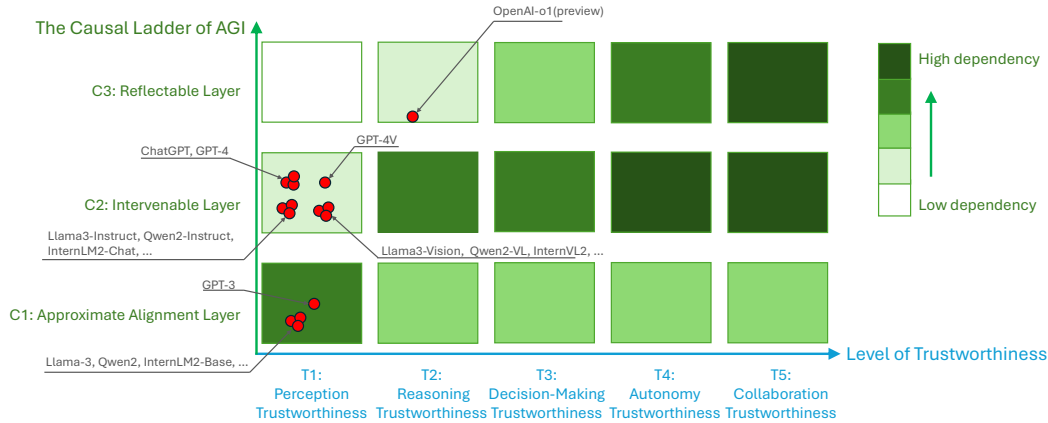 OpenAI-o1(preview)
The Causal Ladder of AGI
High dependency
C3: Reflectable Layer
GPT-4V
ChatGPT, GPT-4
C2: Intervenable Layer
Low dependency
Llama3-Instruct, Qwen2-Instruct,
InternLM2-Chat, ...
Llama3-Vision, Qwen2-VL, InternVL2, ...
GPT-3
C1: Approximate Alignment Layer
Llama-3, Qwen2, InternLM2-Base, ...
Level of Trustworthiness
T1:
Perception
Trustworthiness
T2:
Reasoning
Trustworthiness
T3:
Decision-Making
Trustworthiness
T4:
Autonomy
Trustworthiness
T5:
Collaboration
Trustworthiness